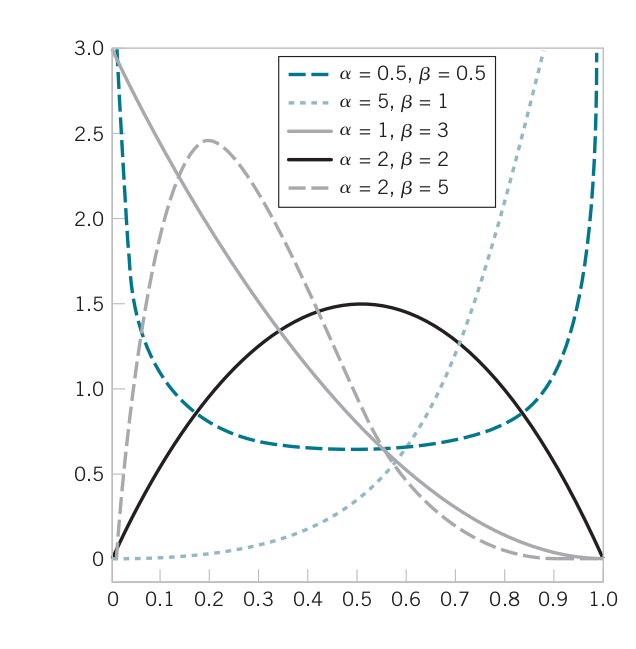 3.0
α = 0.5, β = 0.5
α = 5, β = 1
α = 1, β = 3
α = 2, β = 2
α = 2, β = 5
2.5
2.0
1.5
1.0
0.5
0
0 0.1 0.2 0.3 0.4 0.5 0.6 0.7 0.8 0.9 1.0